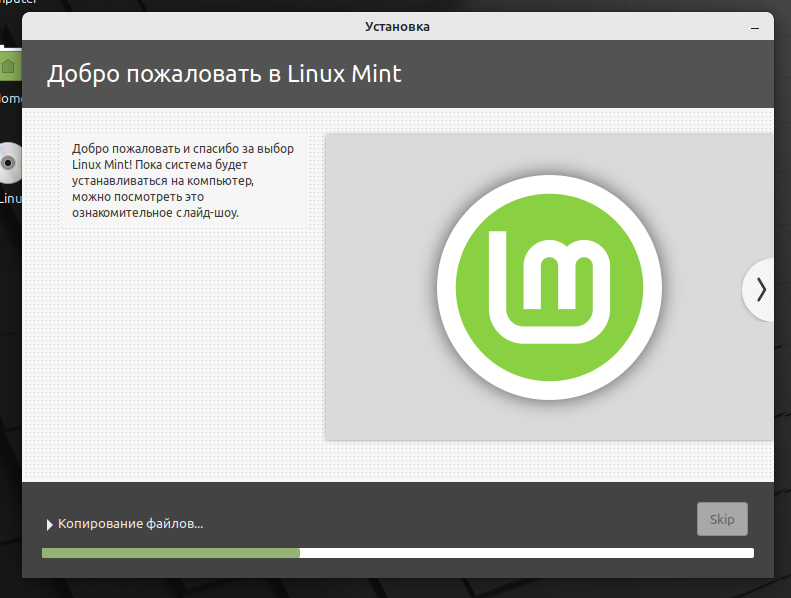 Установка
Добро пожаловать в Linux Mint
Добро пожаловать и спасибо за выбор
Linux Mint! Пока система будет
устанавливаться на компьютер,
можно посмотреть это
ознакомительное слайд-шоу.
Копирование файлов...
Skip